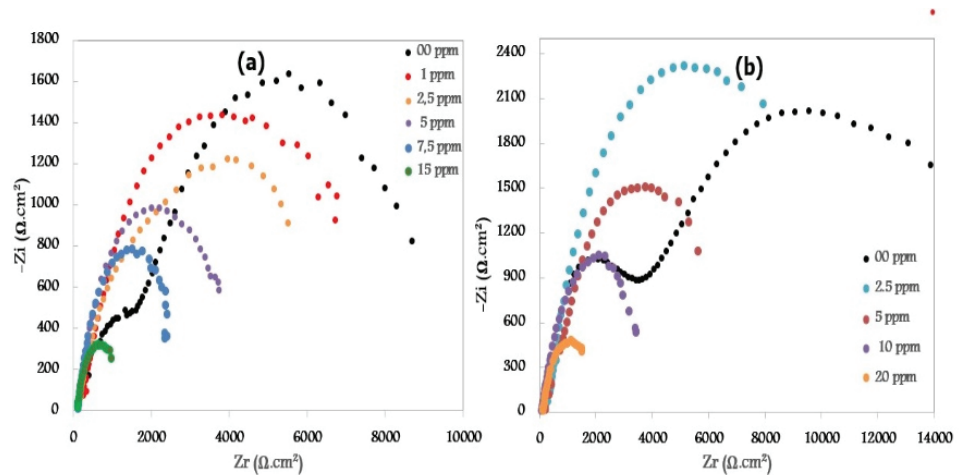 (a)
1800
1600
1400
1200
1000
800
600
400
200
0
-Zi (Ω.cm²)
0 2000 4000 6000 8000 10000
Zr (Ω.cm²)
00 ppm
1 ppm
2,5 ppm
5 ppm
7,5 ppm
15 ppm
(b)
2400
2100
1800
1500
1200
900
600
300
0
-Zi (Ω.cm²)
0 2000 4000 6000 8000 10000 12000 14000
Zr (Ω.cm²)
00 ppm
2.5 ppm
5 ppm
10 ppm
20 ppm